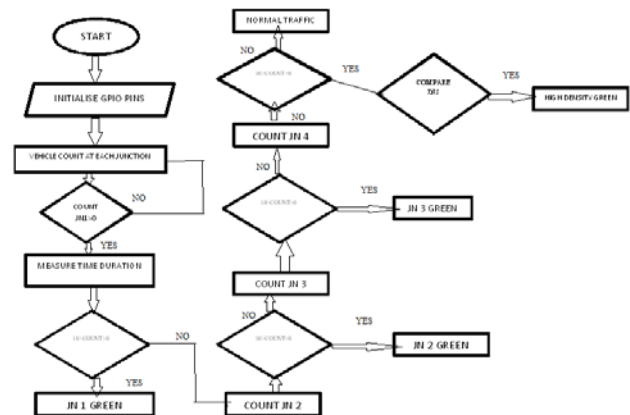 START
INITIALISE GPIO PINS
VEHICLE COUNT AT EACH JUNCTION
COUNT
NO
YES
MEASURE TIME DURATION
NO
YES
JN 1 GREEN
COUNT JN 2
NO
YES
JN 2 GREEN
COUNT JN 3
NO
YES
JN 3 GREEN
COUNT JN 4
NO
NO
YES
NORMAL TRAFFIC
COMPARE
YES
HIGH DENSITY GREEN